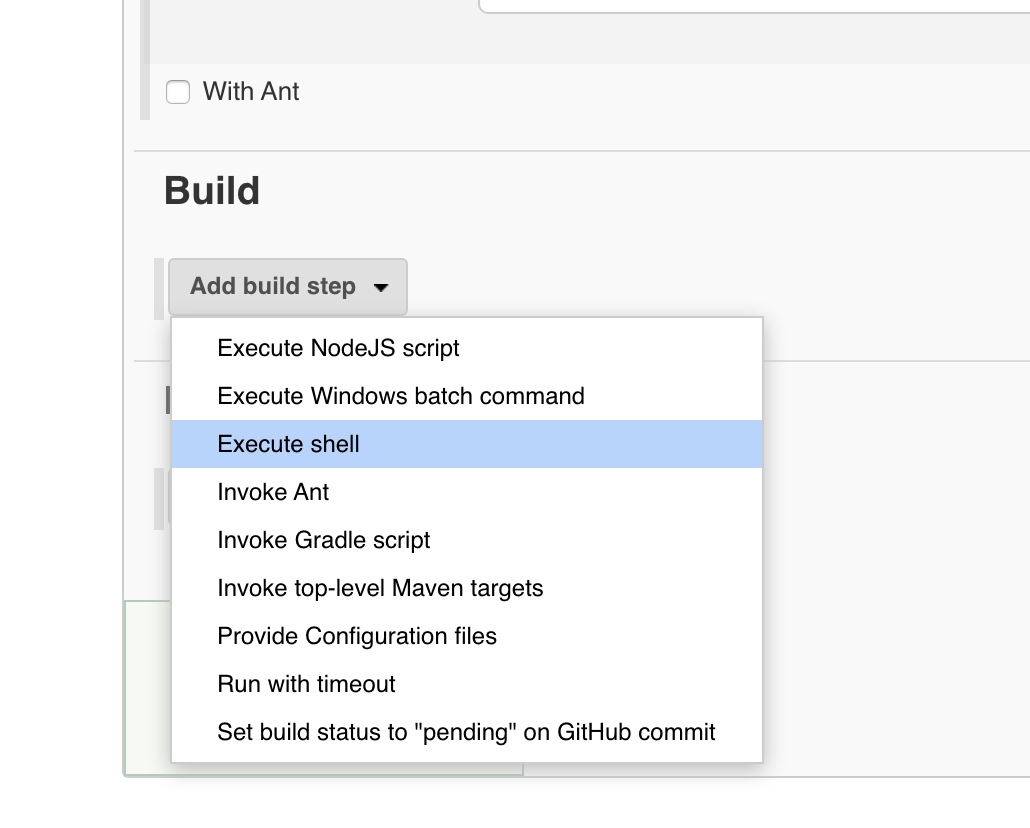 With Ant
Build
Add build step
Execute NodeJS script
Execute Windows batch command
Execute shell
Invoke Ant
Invoke Gradle script
Invoke top-level Maven targets
Provide Configuration files
Run with timeout
Set build status to "pending" on GitHub commit